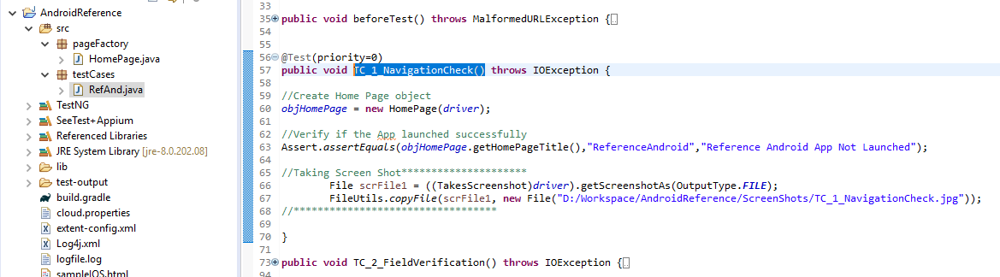 AndroidReference
src
pageFactory
HomePage.java
testCases
RefAnd.java
TestNG
SeeTest+Appium
Referenced Libraries
JRE System Library [jre-8.0.202.08]
lib
test-output
build.gradle
cloud.properties
extent-config.xml
Log4j.xml
logfile.log
sampleIOS.html
33
35 public void beforeTest() throws MalformedURLException {
54
55
56 @Test(priority=0)
57 public void TC_1_NavigationCheck() throws IOException {
58
59 //Create Home Page object
60 objHomePage = new HomePage(driver);
61
62 //Verify if the App launched successfully
63 Assert.assertEquals(objHomePage.getHomePageTitle(),"ReferenceAndroid","Reference Android App Not Launched");
64
65 //Taking Screen Shot*********************
66 File scrFile1 = ((TakesScreenshot)driver).getScreenshotAs(OutputType.FILE);
67 FileUtils.copyFile(scrFile1, new File("D:/Workspace/AndroidReference/ScreenShots/TC_1_NavigationCheck.jpg"));
68 //**********************************
69
70 }
71
73 public void TC_2_FieldVerification() throws IOException {
94